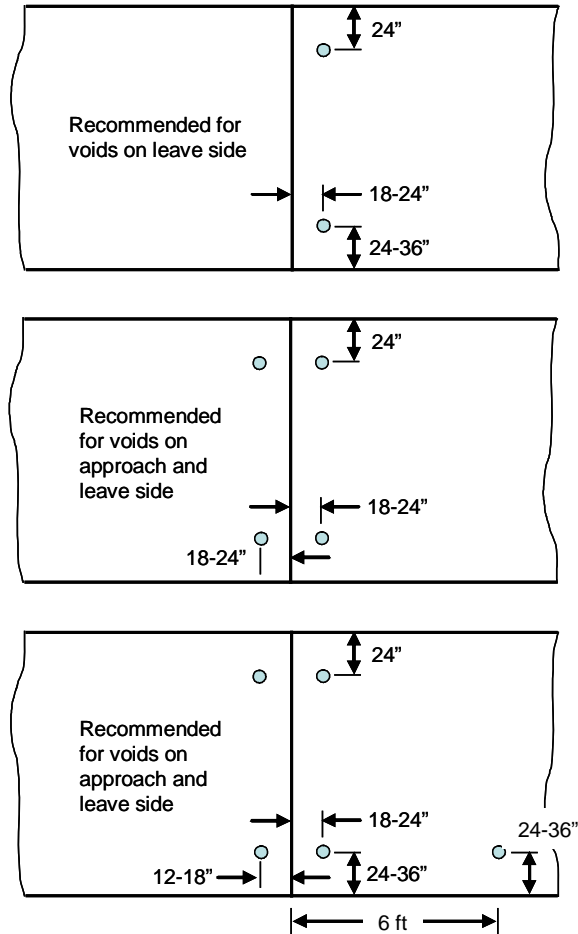 24”
Recommended for
voids on leave side
18-24”
24-36”
24”
Recommended
for voids on
approach and
leave side
18-24”
18-24”
24”
Recommended
for voids on
approach and
leave side
18-24”
24-36”
12-18”
24-36”
6 ft